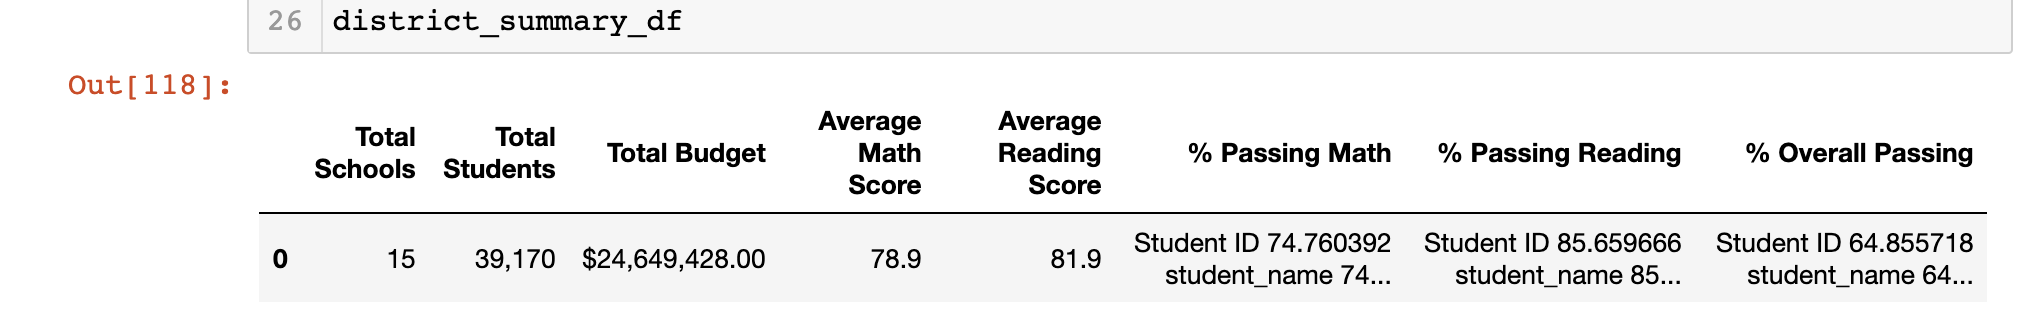 26 district_summary_df
Out[118]:
Total Schools Total Students Total Budget Average Math Score Average Reading Score % Passing Math % Passing Reading % Overall Passing
0 15 39,170 $24,649,428.00 78.9 81.9 Student ID 74.760392 student_name 74... Student ID 85.659666 student_name 85... Student ID 64.855718 student_name 64...